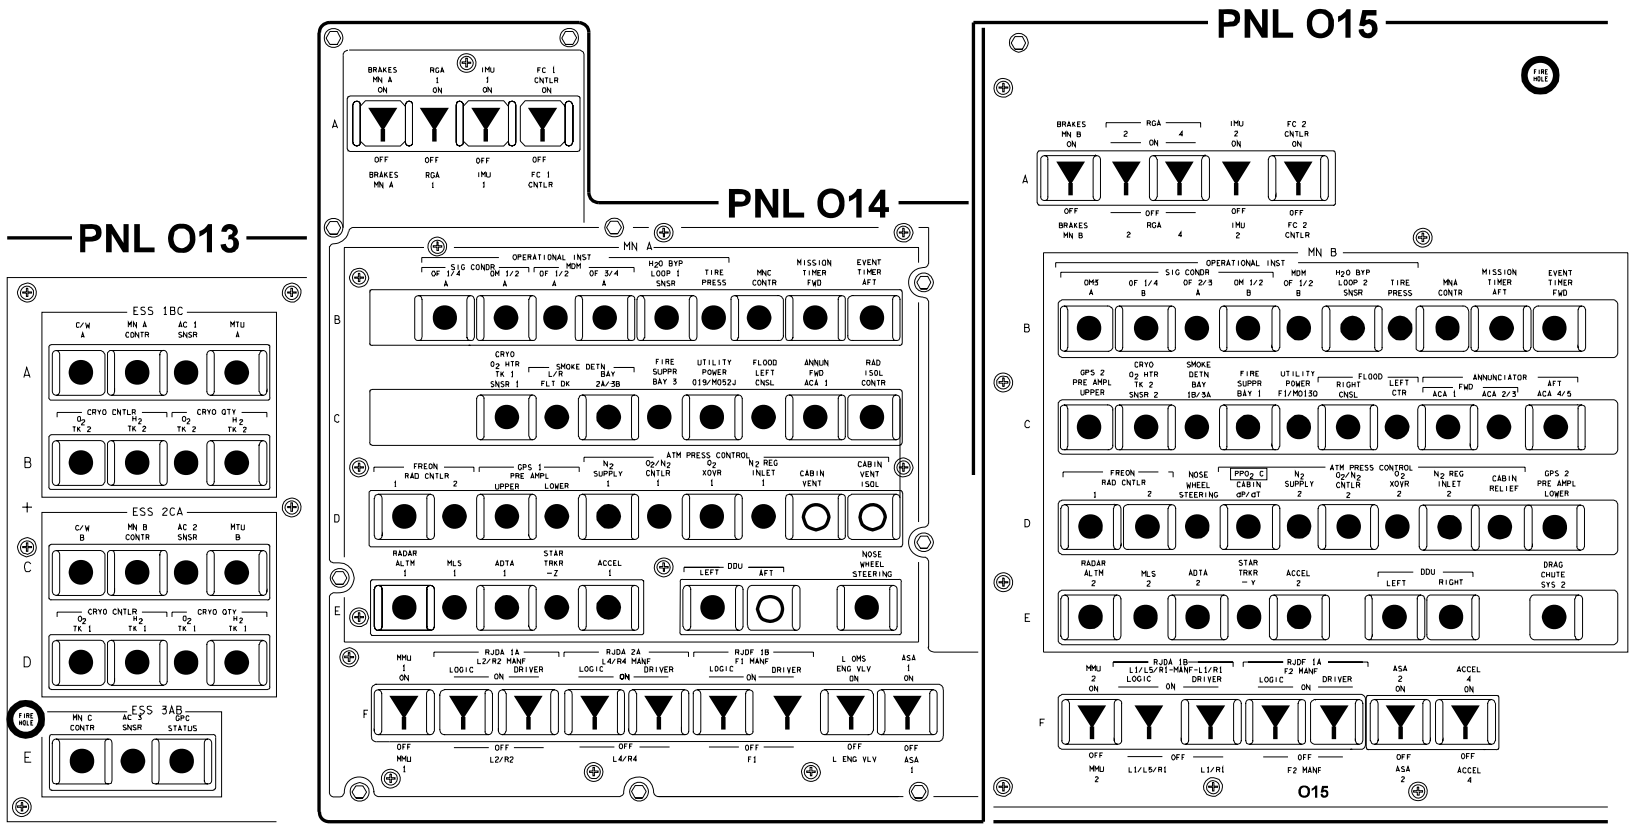 PNL O13
ESS 1BC
C/W A
MN A CONTR
AC 1 SNSR
MTU A
A
CRYO CNTLR
CRYO QTY
O2 TK 2
H2 TK 2
O2 TK 2
H2 TK 2
B
+
ESS 2CA
C/W B
MN B CONTR
AC 2 SNSR
MTU B
C
CRYO CNTLR
CRYO QTY
O2 TK 1
H2 TK 1
O2 TK 1
H2 TK 1
D
FIRE HOLE
ESS 3AB
MN C CONTR
AC 3 SNSR
GPC STATUS
E
PNL O14
BRAKES MN A ON
RGA 1 ON
IMU 1 ON
FC 1 CNTLR ON
A
OFF OFF OFF OFF
BRAKES MN A
RGA 1
IMU 1
FC 1 CNTLR
MN A
OPERATIONAL INST
SIG CONDR
MDM
OF 1/4 A
OM 1/2 A
OF 1/2 A
OF 3/4 A
H2O BYP LOOP 1 SNSR
TIRE PRESS
MNC CONTR
MISSION TIMER FWD
EVENT TIMER AFT
B
CRYO O2 HTR TK 1 SNSR 1
SMOKE DETN
L/R FLT DK
BAY 2A/3B
FIRE SUPPR BAY 3
UTILITY POWER O19/MO52J
FLOOD LEFT CNSL
ANNUN FWD ACA 1
RAD ISOL CONTR
C
FREON RAD CNTLR
1 2
GPS 1 PRE AMPL
UPPER LOWER
ATM PRESS CONTROL
N2 SUPPLY 1
O2/N2 CNTLR 1
O2 XOVR 1
N2 REG INLET 1
CABIN VENT
CABIN VENT ISOL
D
RADAR ALTM 1
MLS 1
ADTA 1
STAR TRKR -Z
ACCEL 1
DDU
LEFT AFT
NOSE WHEEL STEERING
E
MMU 1 ON
RJDA 1A L2/R2 MANF
LOGIC DRIVER
ON
RJDA 2A L4/R4 MANF
LOGIC DRIVER
ON
RJDF 1B F1 MANF
LOGIC DRIVER
ON
L OMS ENG VLV ON
ASA 1 ON
F
OFF MMU 1
OFF L2/R2
OFF L4/R4
OFF F1
OFF L ENG VLV
OFF ASA 1
PNL O15
FIRE HOLE
BRAKES MN B ON
RGA
2 4
ON
IMU 2 ON
FC 2 CNTLR ON
A
OFF OFF OFF OFF
BRAKES MN B
RGA
2 4
IMU 2
FC 2 CNTLR
MN B
OPERATIONAL INST
SIG CONDR
OM3 A
OF 1/4 B
OF 2/3 A
OM 1/2 B
MDM OF 1/2 B
H2O BYP LOOP 2 SNSR
TIRE PRESS
MNA CONTR
MISSION TIMER AFT
EVENT TIMER FWD
B
GPS 2 PRE AMPL UPPER
CRYO O2 HTR TK 2 SNSR 2
SMOKE DETN BAY 1B/3A
FIRE SUPPR BAY 1
UTILITY POWER F1/MO13Q
FLOOD
RIGHT CNSL
LEFT CTR
ANNUNCIATOR
FWD
ACA 1 ACA 2/3
AFT ACA 4/5
C
FREON RAD CNTLR
1 2
NOSE WHEEL STEERING
ATM PRESS CONTROL
PPO2 C
CABIN dP/dT
N2 SUPPLY 2
O2/N2 CNTLR 2
O2 XOVR 2
N2 REG INLET 2
CABIN RELIEF
GPS 2 PRE AMPL LOWER
D
RADAR ALTM 2
MLS 2
ADTA 2
STAR TRKR -Y
ACCEL 2
DDU
LEFT RIGHT
DRAG CHUTE SYS 2
E
MMU 2 ON
RJDA 1B
L1/L5/R1-MANF-L1/R1
LOGIC DRIVER
ON
RJDF 1A F2 MANF
LOGIC DRIVER
ON
ASA 2 ON
ACCEL 4 ON
F
OFF MMU 2
OFF
L1/L5/R1 L1/R1
OFF F2 MANF
OFF ASA 2
OFF ACCEL 4
O15